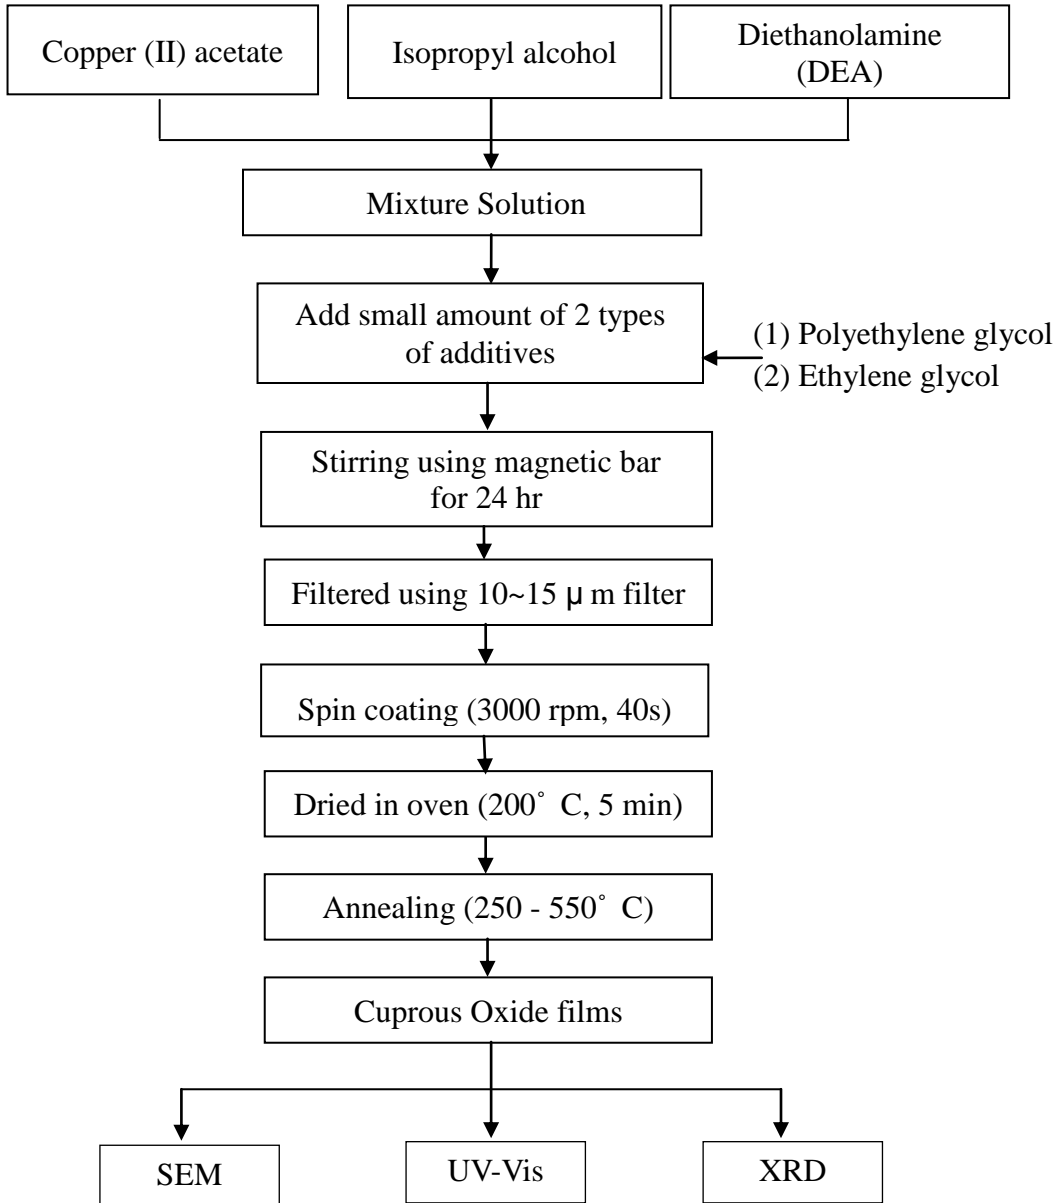 Copper (II) acetate
Isopropyl alcohol
Diethanolamine
(DEA)
Mixture Solution
Add small amount of 2 types
of additives
(1) Polyethylene glycol
(2) Ethylene glycol
Stirring using magnetic bar
for 24 hr
Filtered using 10~15 μ m filter
Spin coating (3000 rpm, 40s)
Dried in oven (200° C, 5 min)
Annealing (250 - 550° C)
Cuprous Oxide films
SEM
UV-Vis
XRD